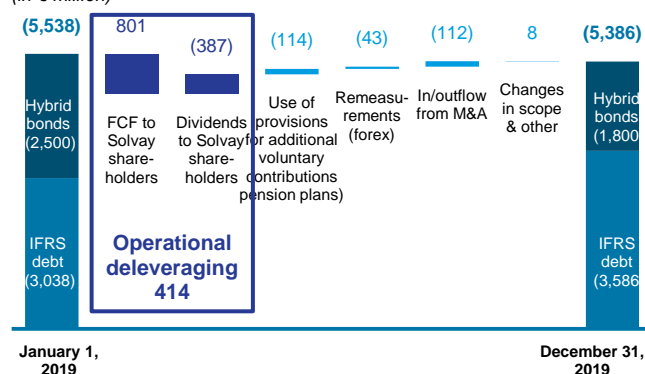 (5,538)
801
(387)
(114)
(43)
(112)
8
(5,386)
Hybrid
bonds
(2,500)
FCF to
Solvay
share-
holders
Dividends
to Solvay
share-
holders
Use of
provisions
for additional
voluntary
contributions
pension plans)
Remeasu-
rements
(forex)
In/outflow
from M&A
Changes
in scope
& other
Hybrid
bonds
(1,800
Operational
deleveraging
414
IFRS
debt
(3,038)
IFRS
debt
(3,586
January 1,
2019
December 31,
2019